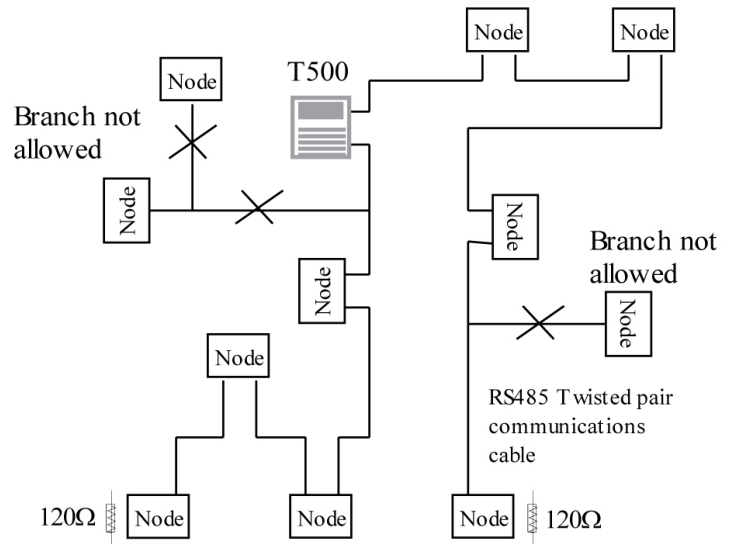 Node
Node
T500
Node
Branch not
allowed
Node
Node
Branch not
allowed
Node
Node
Node
RS485 Twisted pair
communications
cable
120Ω
Node
Node
Node
120Ω